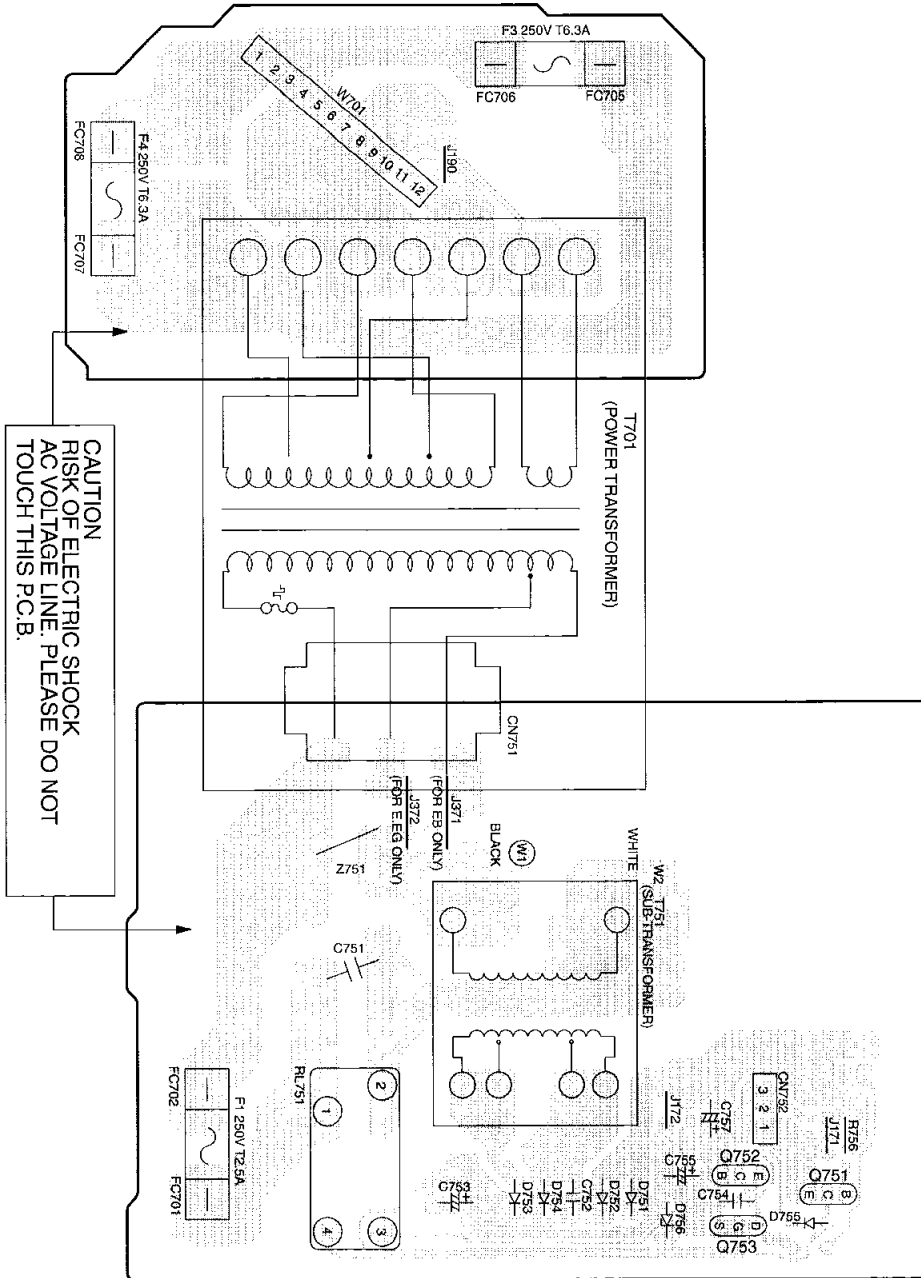 F3 250V T6.3A
FC706
FC705
1 2 3 4 5 6 7 8 9 10 11 12
W701
J190
F4 250V T6.3A
FC708
FC707
T701
(POWER TRANSFORMER)
CAUTION
RISK OF ELECTRIC SHOCK
AC VOLTAGE LINE. PLEASE DO NOT
TOUCH THIS P.C.B.
CN751
J371
(FOR EB ONLY)
J372
(FOR E.EG ONLY)
Z751
W1
BLACK
WHITE
W2
T751
(SUB-TRANSFORMER)
C751
RL751
1
2
3
4
F1 250V T2.5A
FC702
FC701
CN752
3 2 1
R756
J171
J172
C757
C755
Q752
B C E
C754
Q751
E C B
D755
D756
S G D
Q753
C753
D753
D754
C752
D752
D751